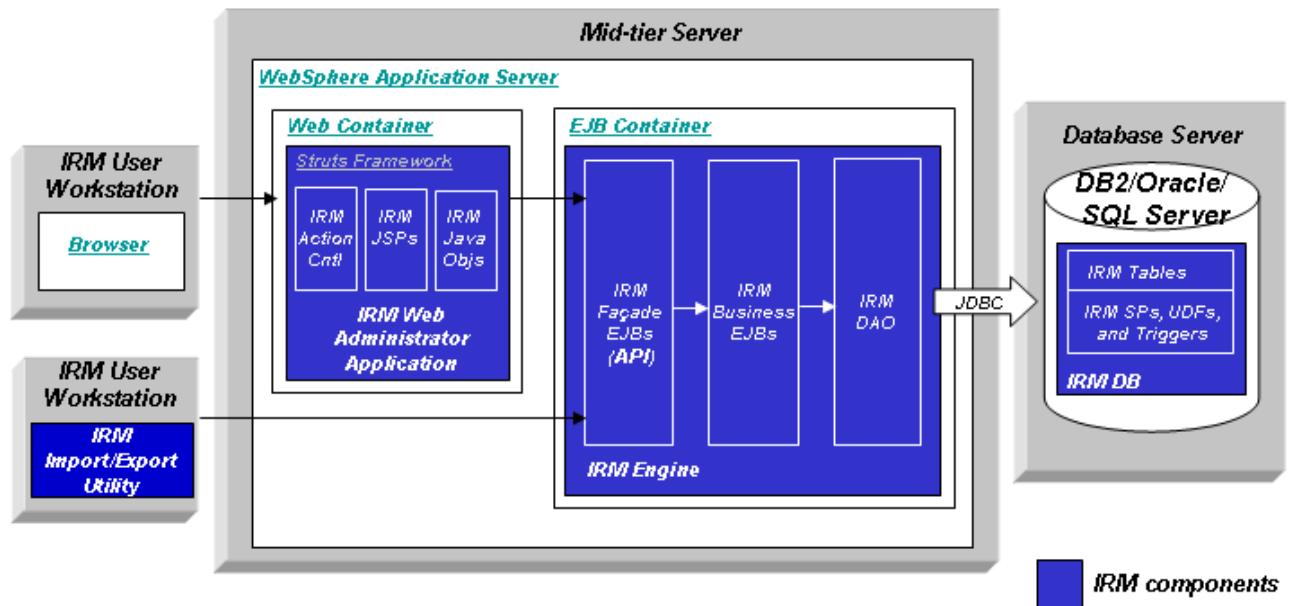 Mid-tier Server
WebSphere Application Server
Web Container
Struts Framework
IRM
Action
Cntl
IRM
JSPs
IRM
Java
Objs
IRM Web
Administrator
Application
EJB Container
IRM
Façade
EJBs
(API)
IRM
Business
EJBs
IRM
DAO
IRM Engine
IRM User
Workstation
Browser
IRM User
Workstation
IRM
Import/Export
Utility
JDBC
Database Server
DB2/Oracle/
SQL Server
IRM Tables
IRM SPs, UDFs,
and Triggers
IRM DB
IRM components